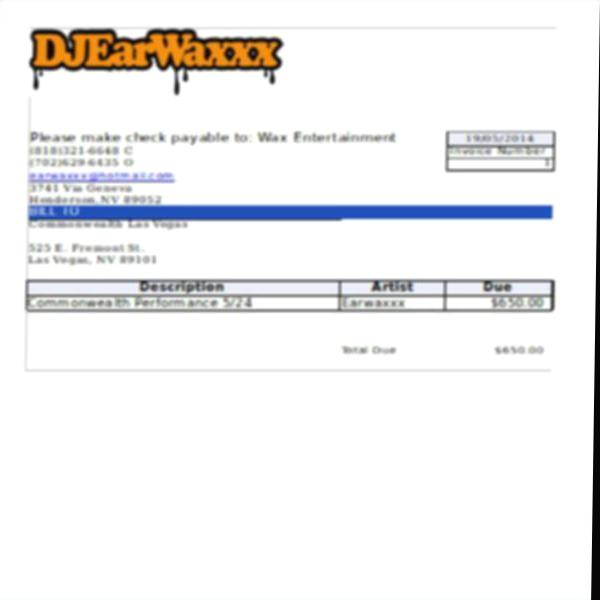 DJEarWaxxx
Please make check payable to: Wax Entertainment
19/05/2014
(818)321-6648 C
Invoice Number
(702)629-6435 O
1
earwaxxx@hotmail.com
3741 Via Geneva
Henderson, NV 89052
BILL TO
Commonwealth Las Vegas
525 E. Fremont St.
Las Vegas, NV 89101
Description Artist Due
Commonwealth Performance 5/24 Earwaxxx $650.00
Total Due $650.00